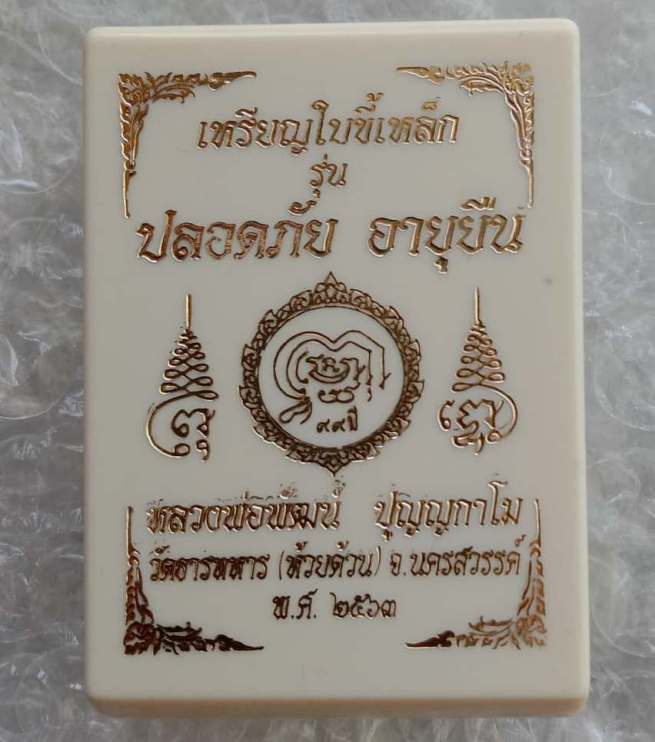 เหรียญใบขี้เหล็ก
รุ่น
ปลอดภัย อายุยืน
๙๙ปี
หลวงพ่อพัฒน์ ปุญญกาโม
วัดธารทหาร (ห้วยด้วน) จ.นครสวรรค์
พ.ศ. ๒๕๖๓